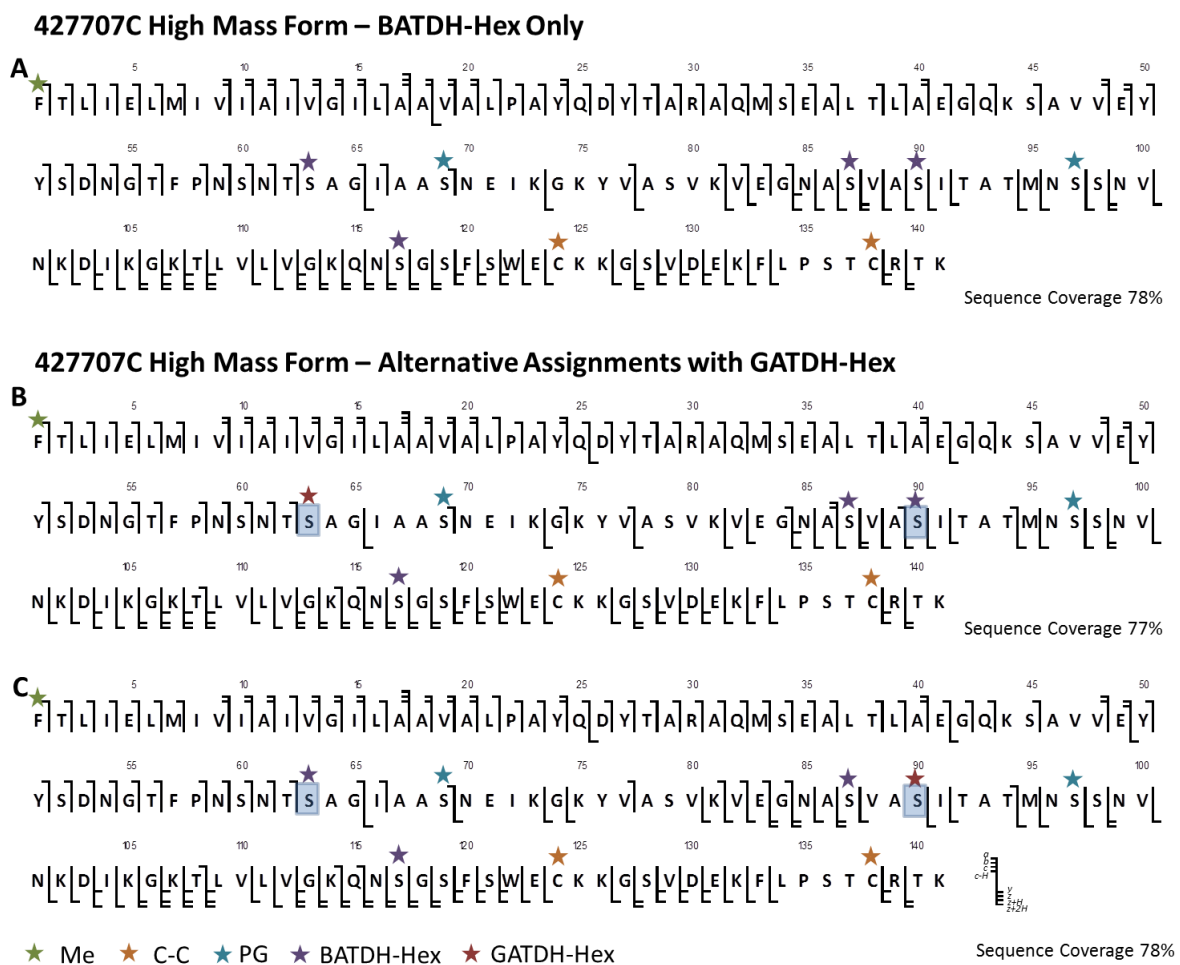 427707C High Mass Form – BATDH-Hex Only
A
5 10 15 20 25 30 35 40 45 50
F T L I E L M I V I A I V G I L A A V A L P A Y Q D Y T A R A Q M S E A L T L A E G Q K S A V V E Y
55 60 65 70 75 80 85 90 95 100
Y S D N G T F P N S N T S A G I A A S N E I K G K Y V A S V K V E G N A S V A S I T A T M N S S N V
105 110 115 120 125 130 135 140
N K D I K G K T L V L V G K Q N S G S F S W E C K K G S V D E K F L P S T C R T K
Sequence Coverage 78%
427707C High Mass Form – Alternative Assignments with GATDH-Hex
B
5 10 15 20 25 30 35 40 45 50
F T L I E L M I V I A I V G I L A A V A L P A Y Q D Y T A R A Q M S E A L T L A E G Q K S A V V E Y
55 60 65 70 75 80 85 90 95 100
Y S D N G T F P N S N T S A G I A A S N E I K G K Y V A S V K V E G N A S V A S I T A T M N S S N V
105 110 115 120 125 130 135 140
N K D I K G K T L V L V G K Q N S G S F S W E C K K G S V D E K F L P S T C R T K
Sequence Coverage 77%
C
5 10 15 20 25 30 35 40 45 50
F T L I E L M I V I A I V G I L A A V A L P A Y Q D Y T A R A Q M S E A L T L A E G Q K S A V V E Y
55 60 65 70 75 80 85 90 95 100
Y S D N G T F P N S N T S A G I A A S N E I K G K Y V A S V K V E G N A S V A S I T A T M N S S N V
105 110 115 120 125 130 135 140
N K D I K G K T L V L V G K Q N S G S F S W E C K K G S V D E K F L P S T C R T K
a
b
c
c-H
y
z
z+H
z+2H
Me C-C PG BATDH-Hex GATDH-Hex
Sequence Coverage 78%